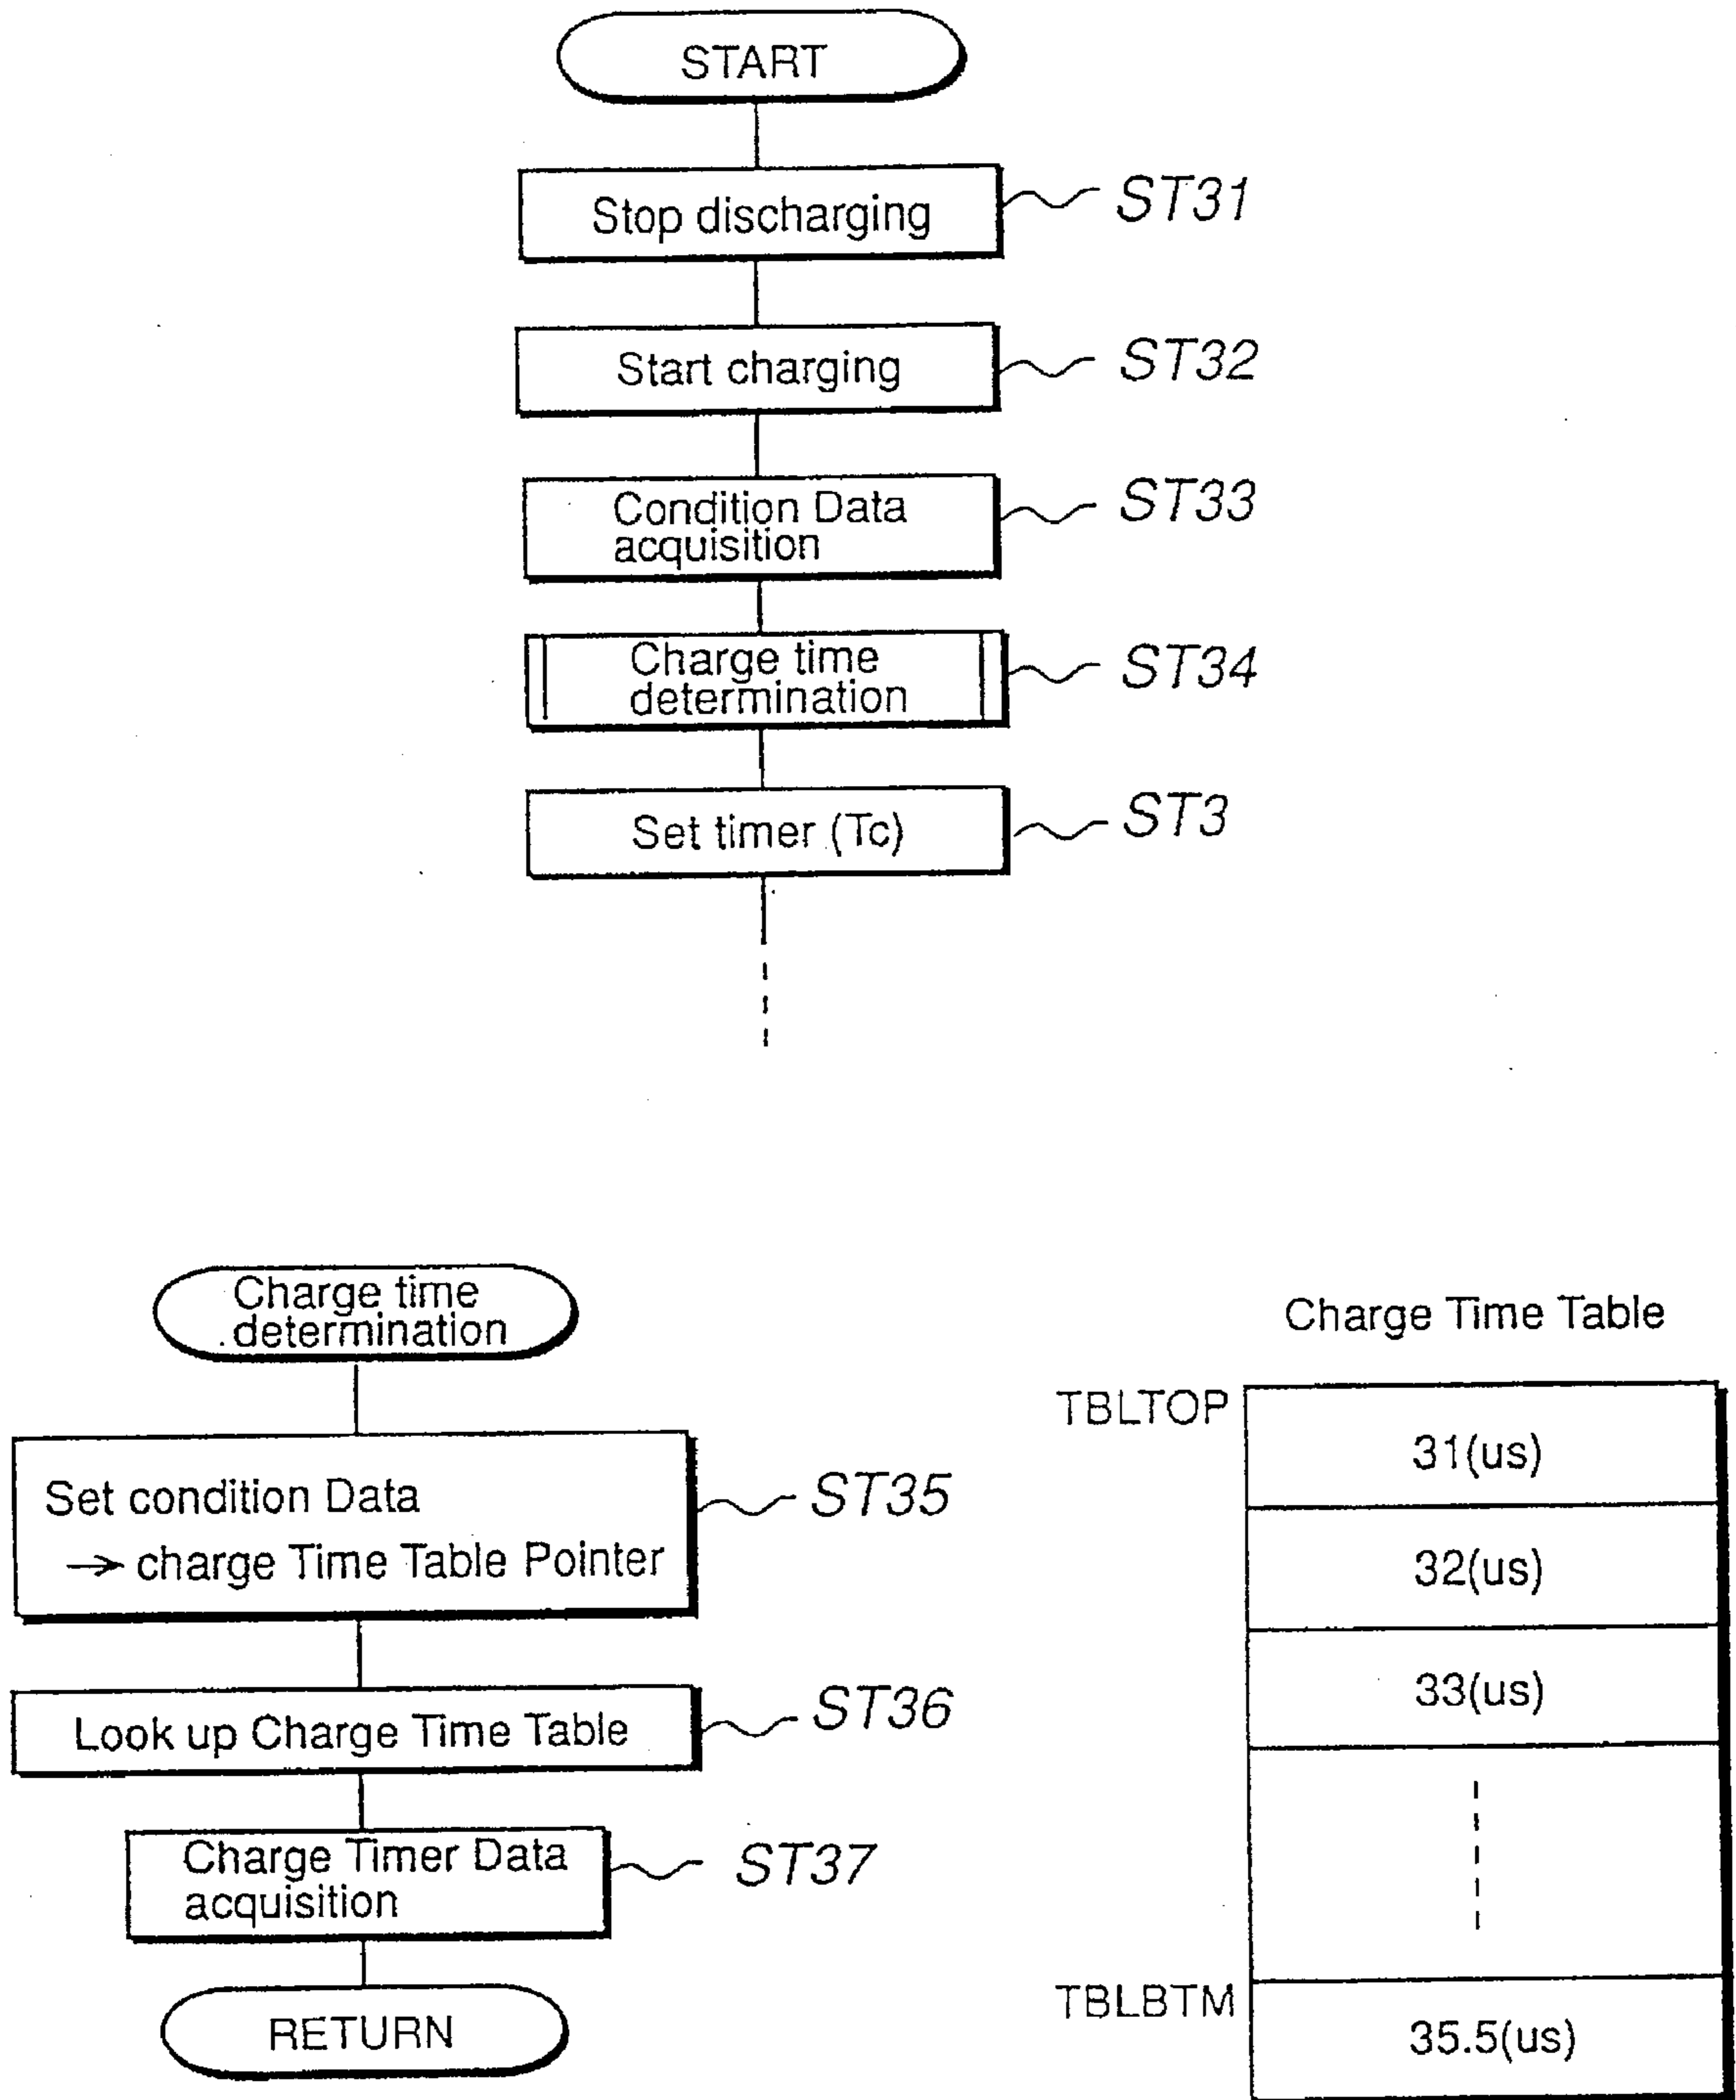 START
Stop discharging
ST31
Start charging
ST32
Condition Data
acquisition
ST33
Charge time
determination
ST34
Set timer (Tc)
ST3
Charge time
determination
Set condition Data
→ charge Time Table Pointer
ST35
Look up Charge Time Table
ST36
Charge Timer Data
acquisition
ST37
RETURN
Charge Time Table
TBLTOP
31(us)
32(us)
33(us)
TBLBTM
35.5(us)